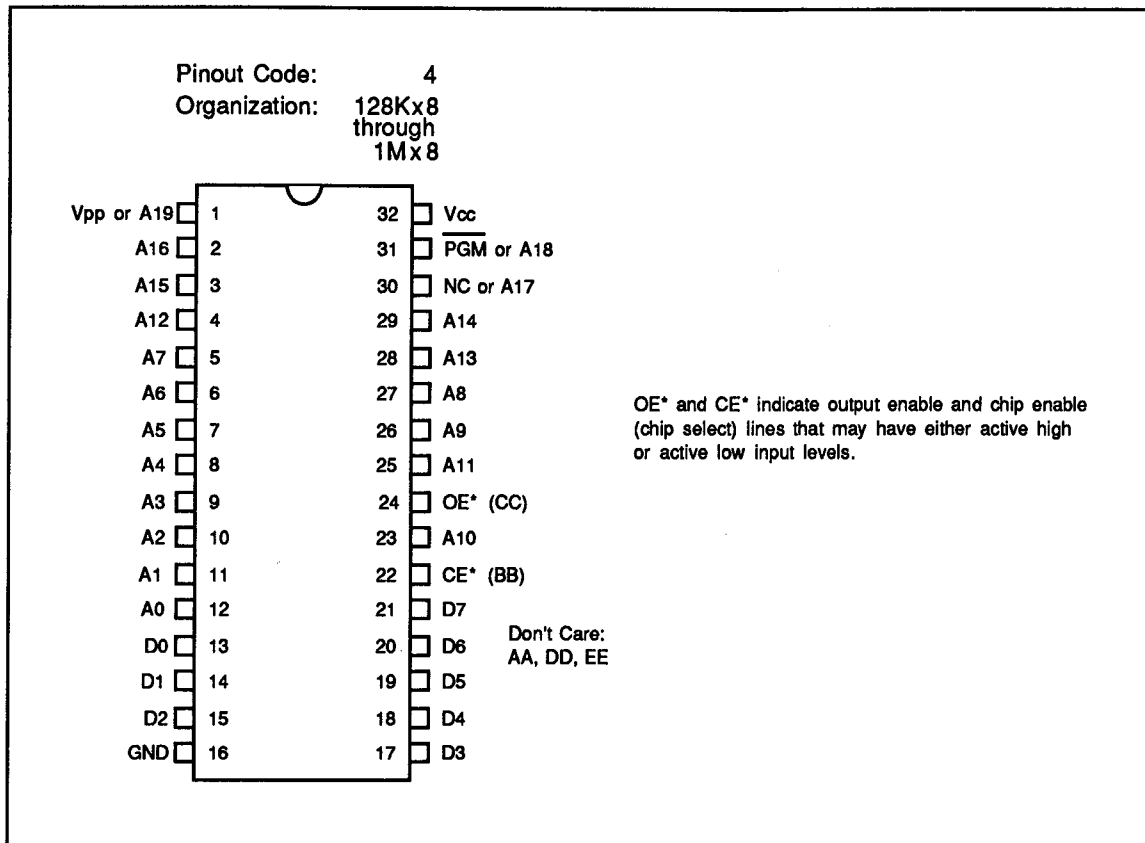 Pinout Code: 4
Organization: 128Kx8
through
1Mx8
Vpp or A19 1 32 Vcc
A16 2 31 PGM or A18
A15 3 30 NC or A17
A12 4 29 A14
A7 5 28 A13
A6 6 27 A8
A5 7 26 A9
A4 8 25 A11
A3 9 24 OE* (CC)
A2 10 23 A10
A1 11 22 CE* (BB)
A0 12 21 D7
D0 13 20 D6
D1 14 19 D5
D2 15 18 D4
GND 16 17 D3
OE* and CE* indicate output enable and chip enable
(chip select) lines that may have either active high
or active low input levels.
Don't Care:
AA, DD, EE